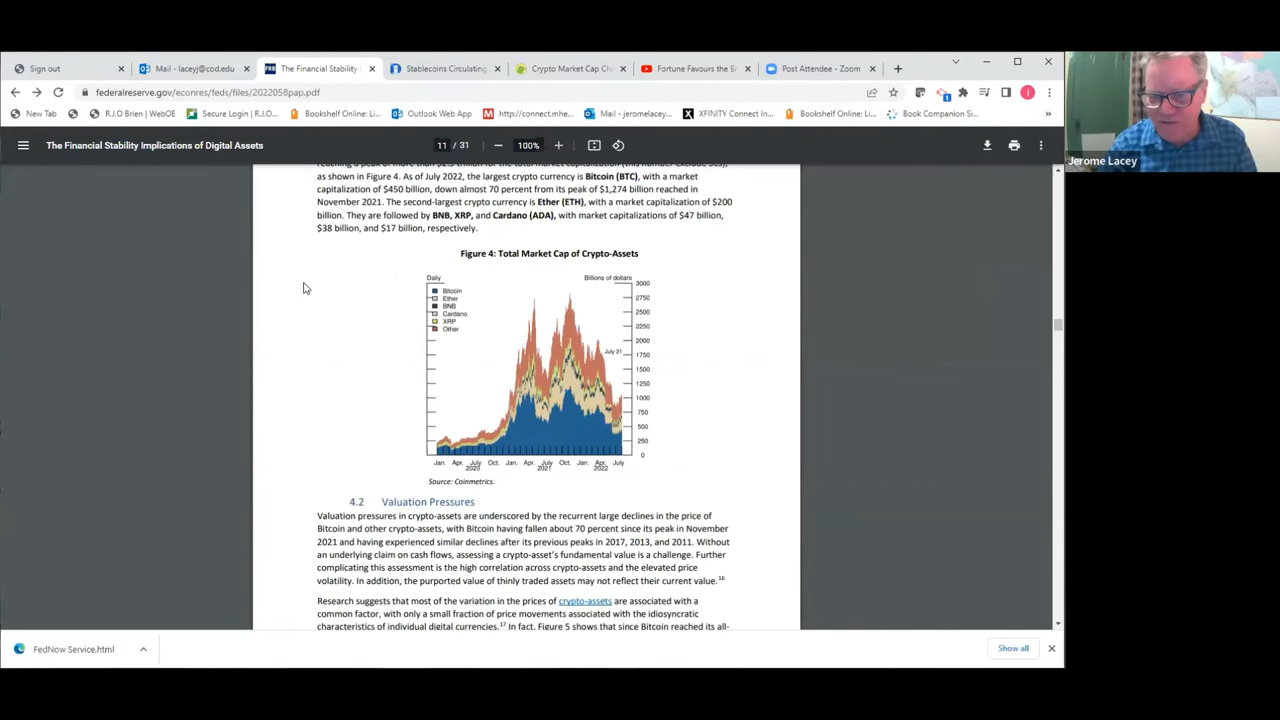 Sign out
Mail - laceyj@cod.edu
The Financial Stability
Stablecoins Circulating
Crypto Market Cap Ch
Fortune Favours the B
Post Attendee - Zoom
federalreserve.gov/econres/feds/files/2022058pap.pdf
New Tab
R.J.O Brien @ WebOE
Secure Login | R.J.O...
Bookshelf Online: Li...
Outlook Web App
http://connect.mhe...
Mail - jeromelacey...
XFINITY Connect In...
Bookshelf Online: Li...
Book Companion Si...
Jerome Lacey
The Financial Stability Implications of Digital Assets
11 / 31
100%
as shown in Figure 4. As of July 2022, the largest crypto currency is Bitcoin (BTC), with a market
capitalization of $450 billion, down almost 70 percent from its peak of $1,274 billion reached in
November 2021. The second-largest crypto currency is Ether (ETH), with a market capitalization of $200
billion. They are followed by BNB, XRP, and Cardano (ADA), with market capitalizations of $47 billion,
$38 billion, and $17 billion, respectively.
Figure 4: Total Market Cap of Crypto-Assets
Daily
Billions of dollars
Bitcoin
Ether
BNB
Cardano
XRP
Other
3000
2750
2500
2250
2000
1750
1500
1250
1000
750
500
250
0
July 31
Jan. Apr. July Oct. Jan. Apr. July Oct. Jan. Apr. July
2020 2021 2022
Source: Coinmetrics.
4.2 Valuation Pressures
Valuation pressures in crypto-assets are underscored by the recurrent large declines in the price of
Bitcoin and other crypto-assets, with Bitcoin having fallen about 70 percent since its peak in November
2021 and having experienced similar declines after its previous peaks in 2017, 2013, and 2011. Without
an underlying claim on cash flows, assessing a crypto-asset's fundamental value is a challenge. Further
complicating this assessment is the high correlation across crypto-assets and the elevated price
volatility. In addition, the purported value of thinly traded assets may not reflect their current value.16
Research suggests that most of the variation in the prices of crypto-assets are associated with a
common factor, with only a small fraction of price movements associated with the idiosyncratic
characteristics of individual digital currencies.17 In fact, Figure 5 shows that since Bitcoin reached its all-
FedNow Service.html
Show all